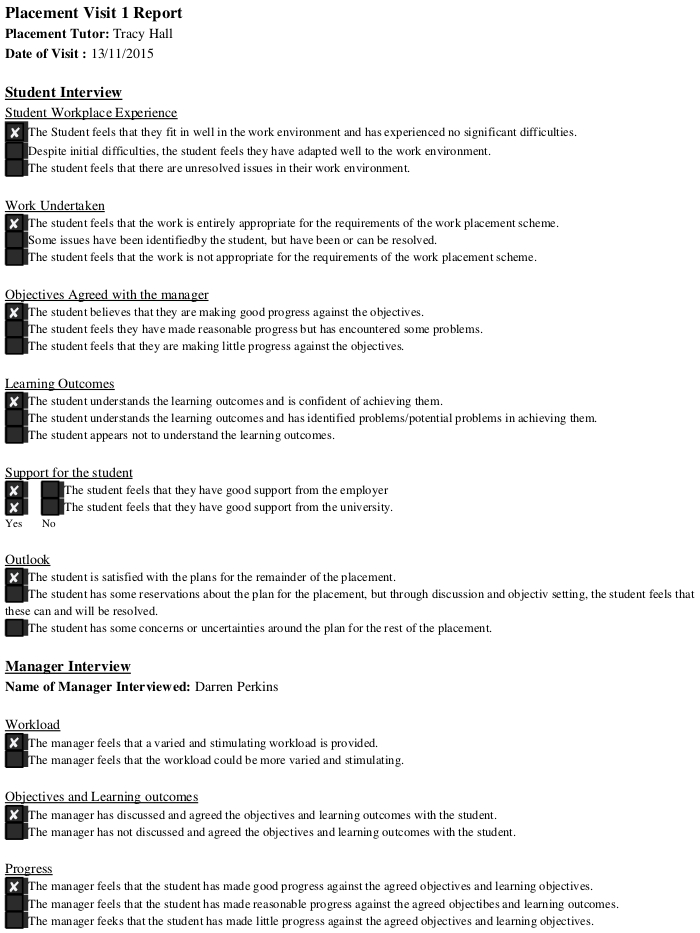 Placement Visit 1 Report
Placement Tutor: Tracy Hall
Date of Visit : 13/11/2015
Student Interview
Student Workplace Experience
✘ The Student feels that they fit in well in the work environment and has experienced no significant difficulties.
Despite initial difficulties, the student feels they have adapted well to the work environment.
The student feels that there are unresolved issues in their work environment.
Work Undertaken
✘ The student feels that the work is entirely appropriate for the requirements of the work placement scheme.
Some issues have been identifiedby the student, but have been or can be resolved.
The student feels that the work is not appropriate for the requirements of the work placement scheme.
Objectives Agreed with the manager
✘ The student believes that they are making good progress against the objectives.
The student feels they have made reasonable progress but has encountered some problems.
The student feels that they are making little progress against the objectives.
Learning Outcomes
✘ The student understands the learning outcomes and is confident of achieving them.
The student understands the learning outcomes and has identified problems/potential problems in achieving them.
The student appears not to understand the learning outcomes.
Support for the student
✘ The student feels that they have good support from the employer
✘ The student feels that they have good support from the university.
Yes No
Outlook
✘ The student is satisfied with the plans for the remainder of the placement.
The student has some reservations about the plan for the placement, but through discussion and objectiv setting, the student feels that
these can and will be resolved.
The student has some concerns or uncertainties around the plan for the rest of the placement.
Manager Interview
Name of Manager Interviewed: Darren Perkins
Workload
✘ The manager feels that a varied and stimulating workload is provided.
The manager feels that the workload could be more varied and stimulating.
Objectives and Learning outcomes
✘ The manager has discussed and agreed the objectives and learning outcomes with the student.
The manager has not discussed and agreed the objectives and learning outcomes with the student.
Progress
✘ The manager feels that the student has made good progress against the agreed objectives and learning objectives.
The manager feels that the student has made reasonable progress against the agreed objectibes and learning outcomes.
The manager feeks that the student has made little progress against the agreed objectives and learning objectives.